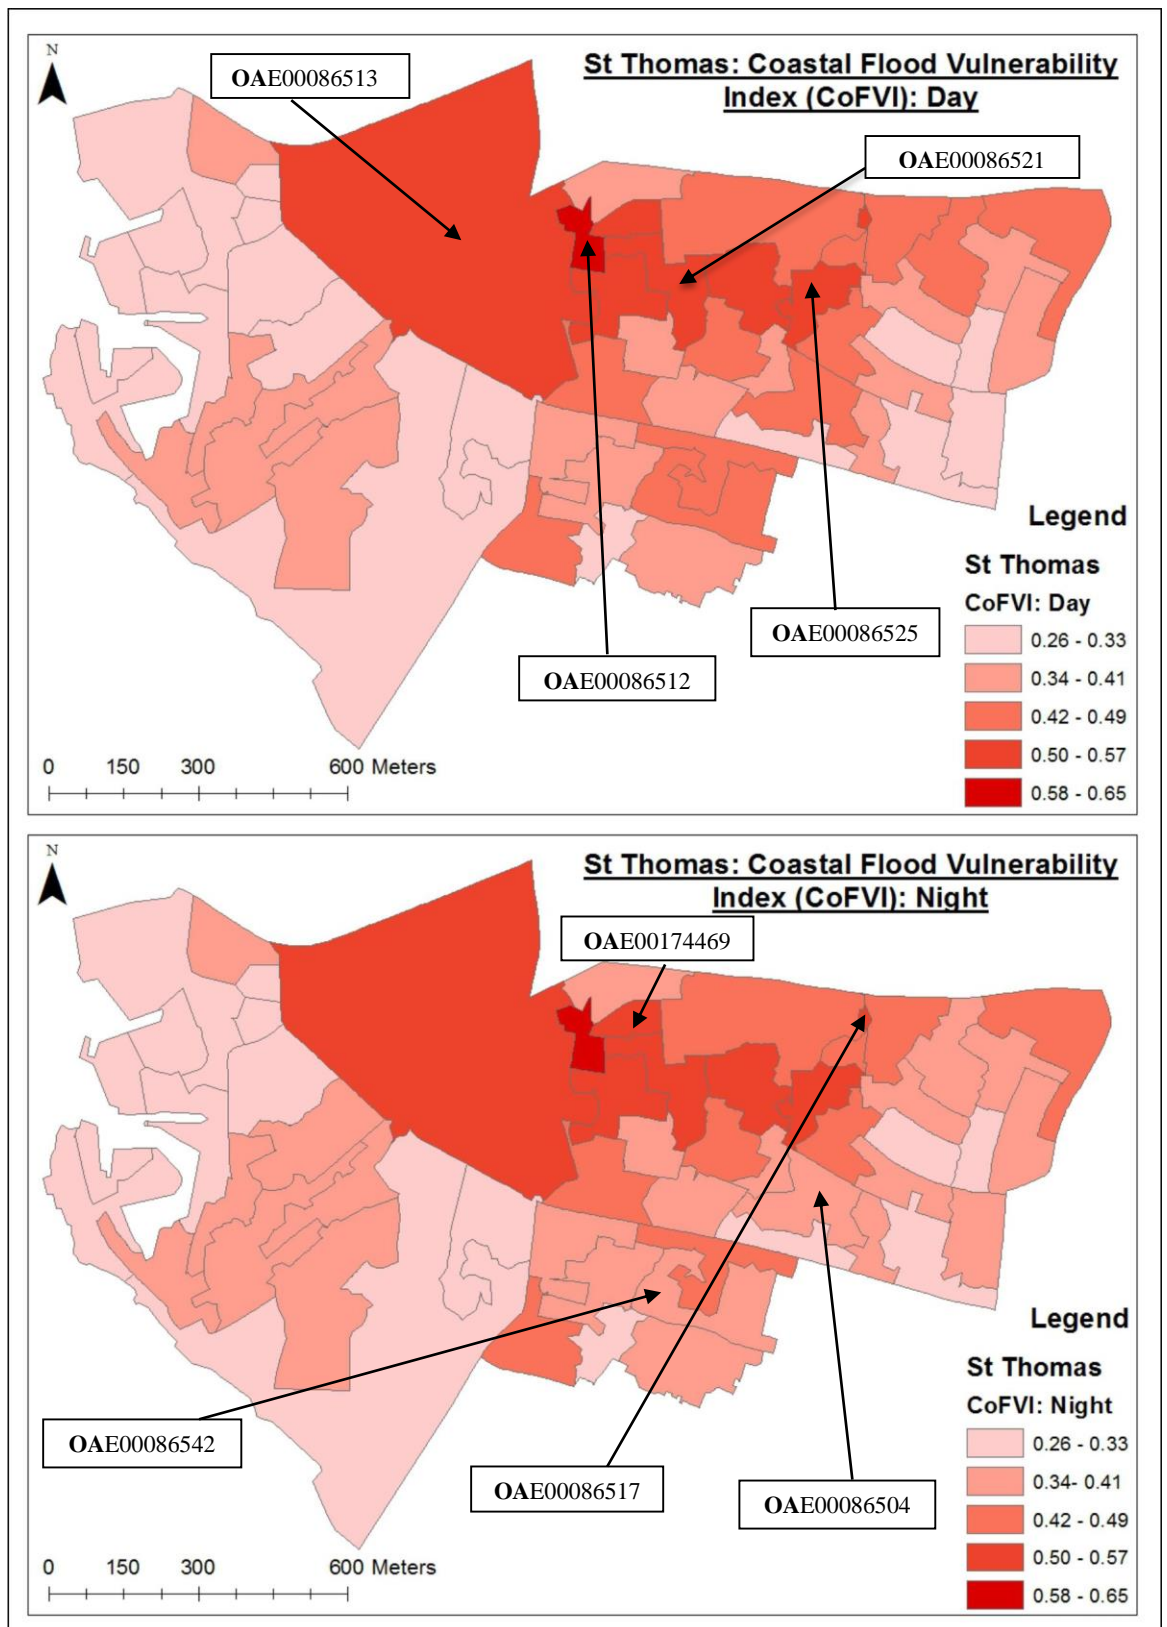 N
St Thomas: Coastal Flood Vulnerability
Index (CoFVI): Day
OAE00086513
OAE00086521
OAE00086525
OAE00086512
Legend
St Thomas
CoFVI: Day
0.26 - 0.33
0.34 - 0.41
0.42 - 0.49
0.50 - 0.57
0.58 - 0.65
0 150 300 600 Meters
N
St Thomas: Coastal Flood Vulnerability
Index (CoFVI): Night
OAE00174469
OAE00086542
OAE00086517
OAE00086504
Legend
St Thomas
CoFVI: Night
0.26 - 0.33
0.34- 0.41
0.42 - 0.49
0.50 - 0.57
0.58 - 0.65
0 150 300 600 Meters